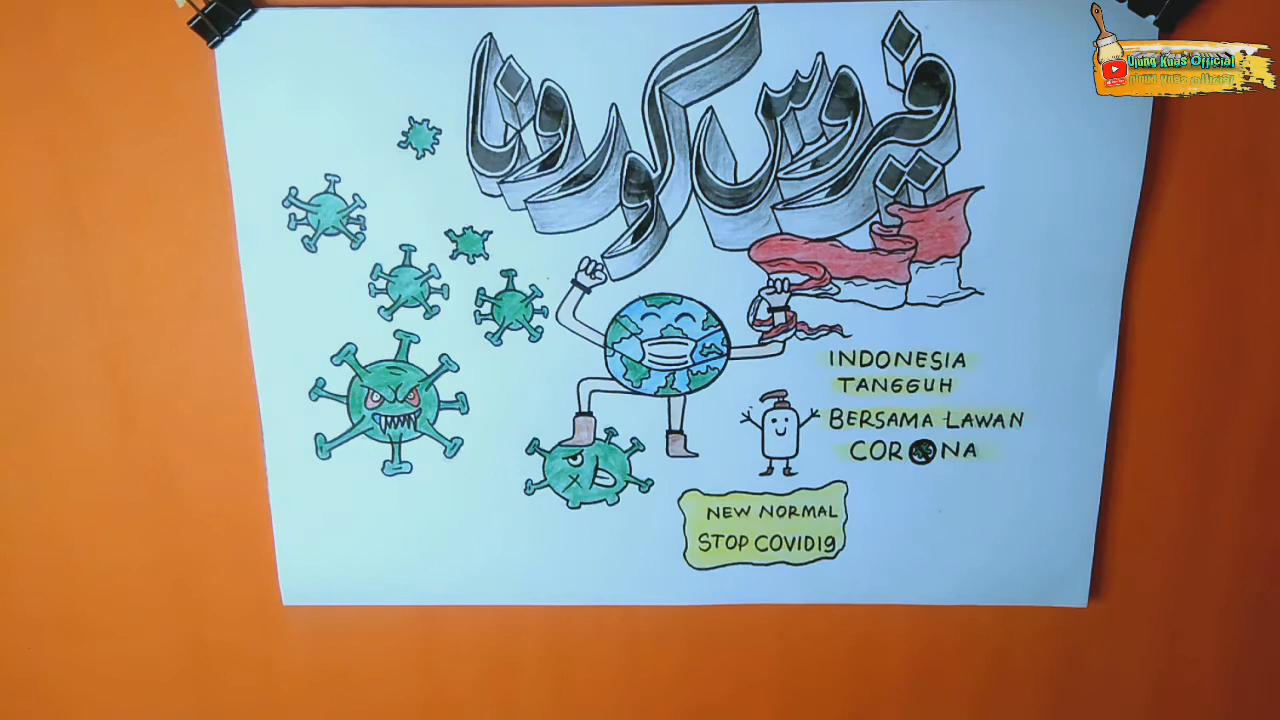 فيروس كورونا
Ujung Kuas Official
INDONESIA
TANGGUH
BERSAMA LAWAN
CORONA
NEW NORMAL
STOP COVID19